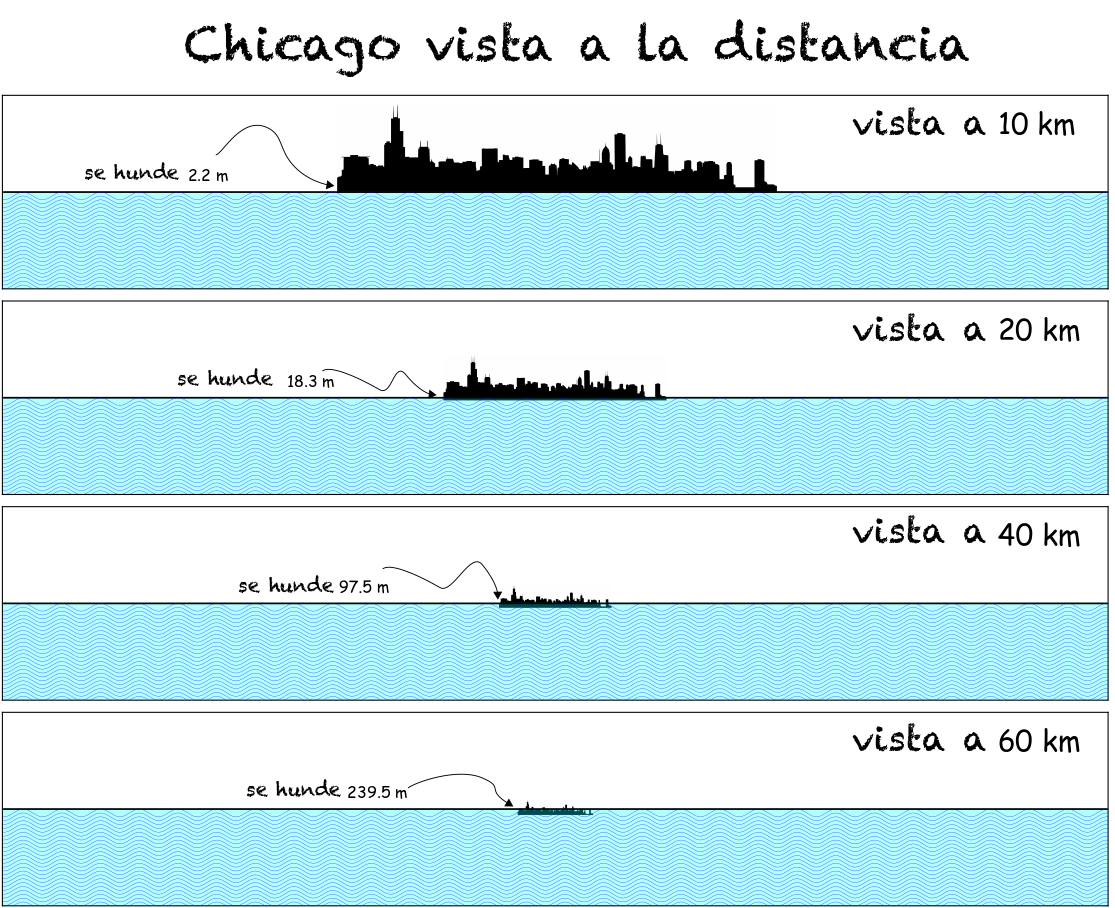 Chicago vista a la distancia
vista a 10 km
se hunde 2.2 m
vista a 20 km
se hunde 18.3 m
vista a 40 km
se hunde 97.5 m
vista a 60 km
se hunde 239.5 m